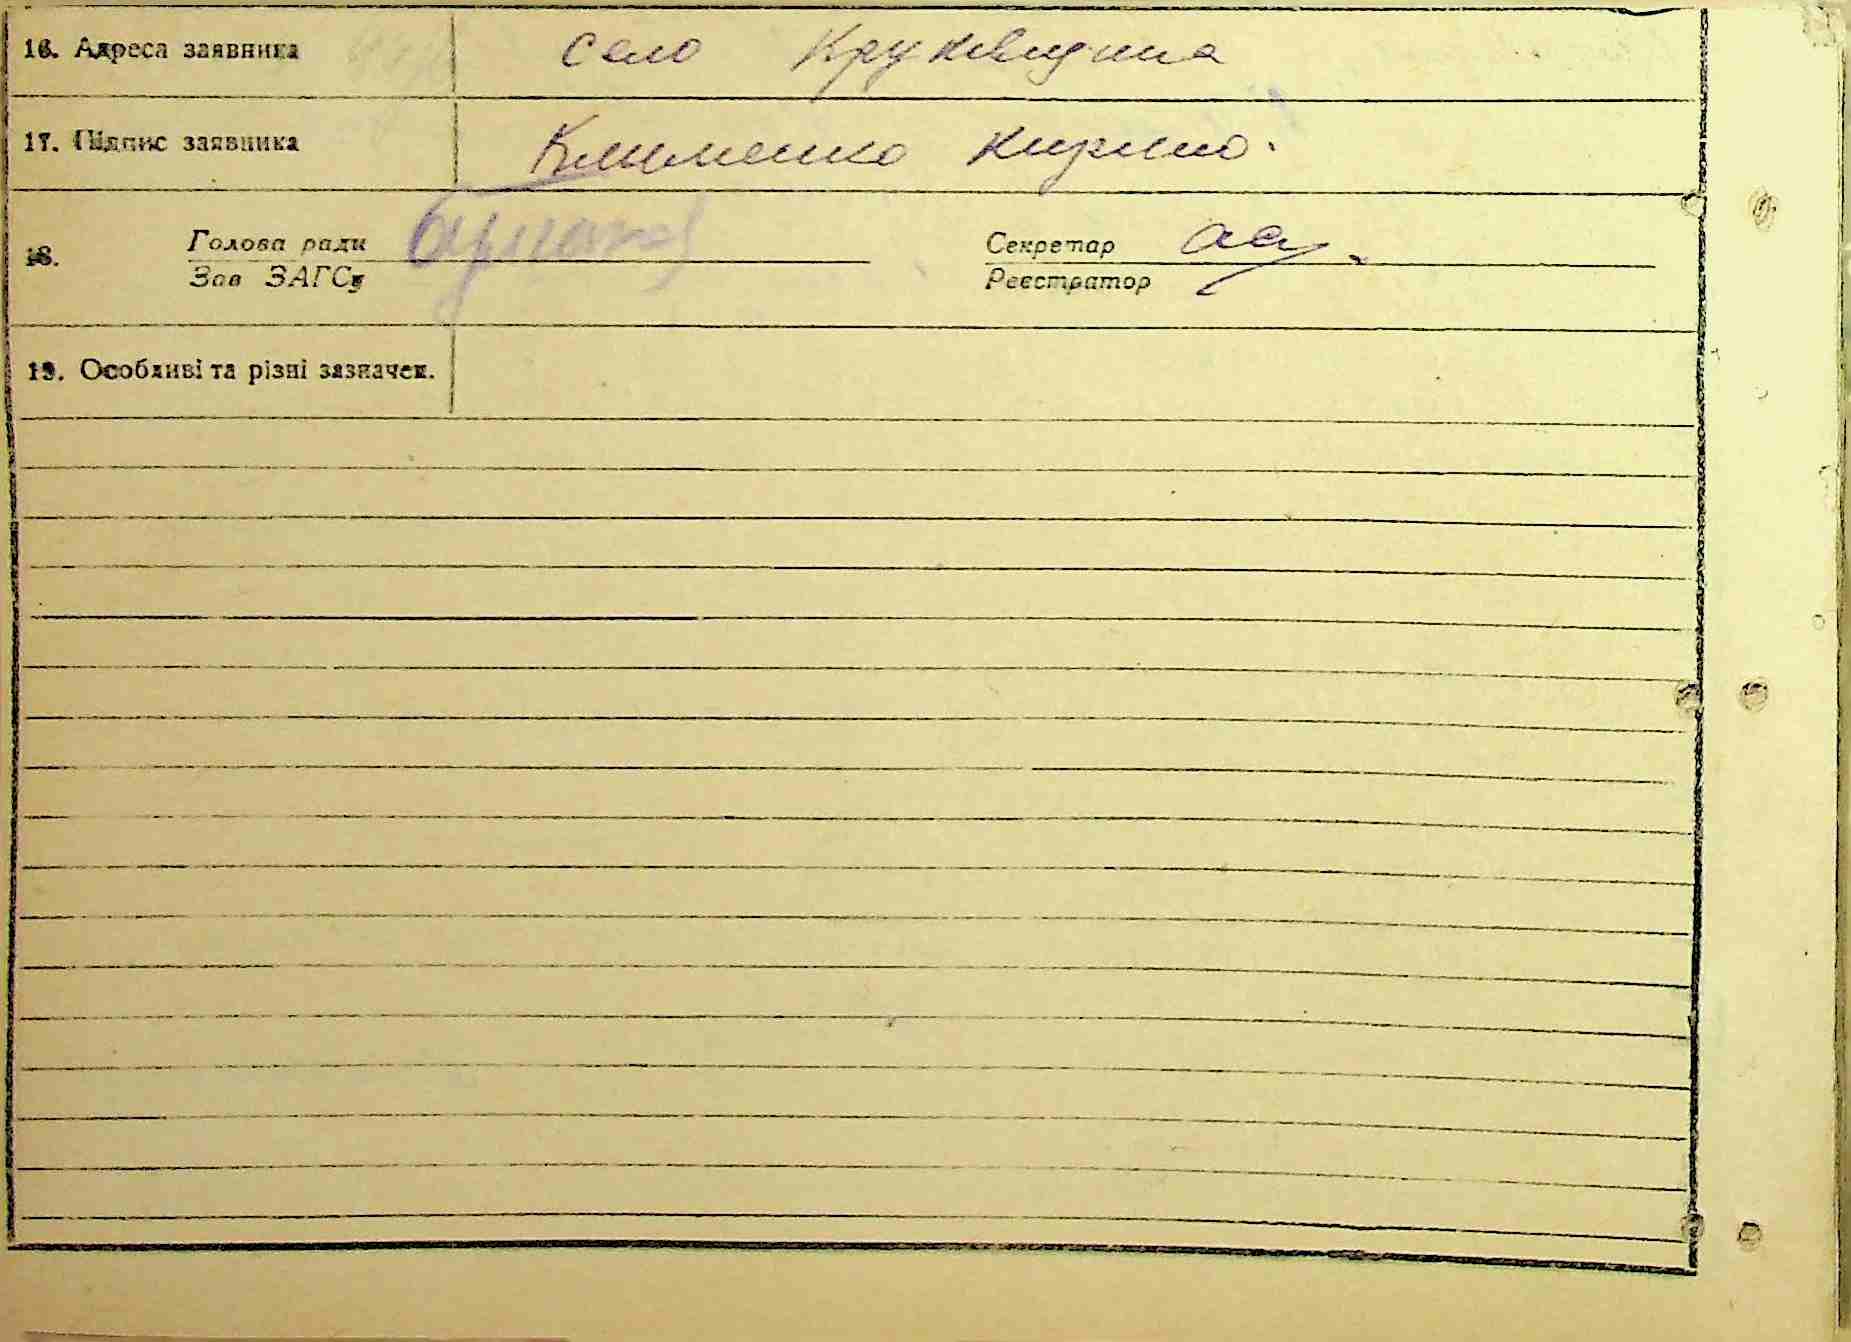 16. Адреса заявника село Круківщина
17. Підпис заявника Клименко Кирило.
18. Голова ради Секретар
Зав ЗАГСу Реєстратор
19. Особливі та різні зазначен.